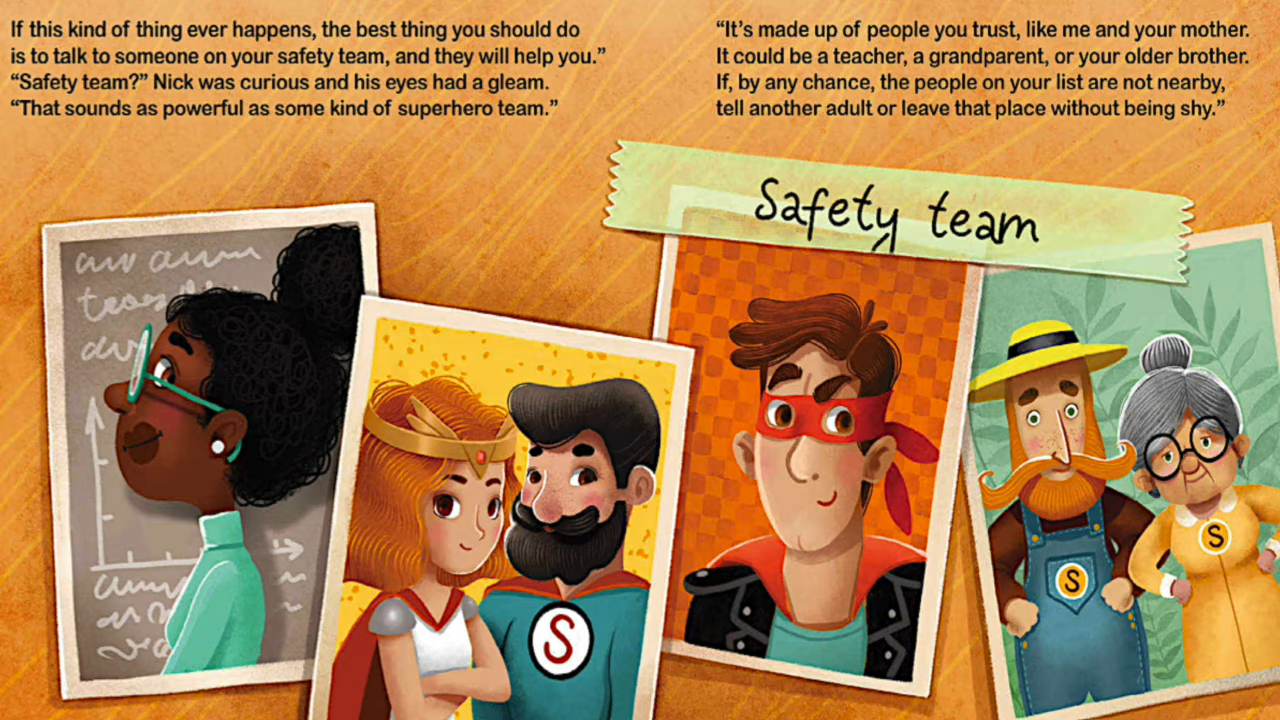 If this kind of thing ever happens, the best thing you should do
is to talk to someone on your safety team, and they will help you.”
“Safety team?” Nick was curious and his eyes had a gleam.
“That sounds as powerful as some kind of superhero team.”
“It’s made up of people you trust, like me and your mother.
It could be a teacher, a grandparent, or your older brother.
If, by any chance, the people on your list are not nearby,
tell another adult or leave that place without being shy.”
Safety team
S
S
S